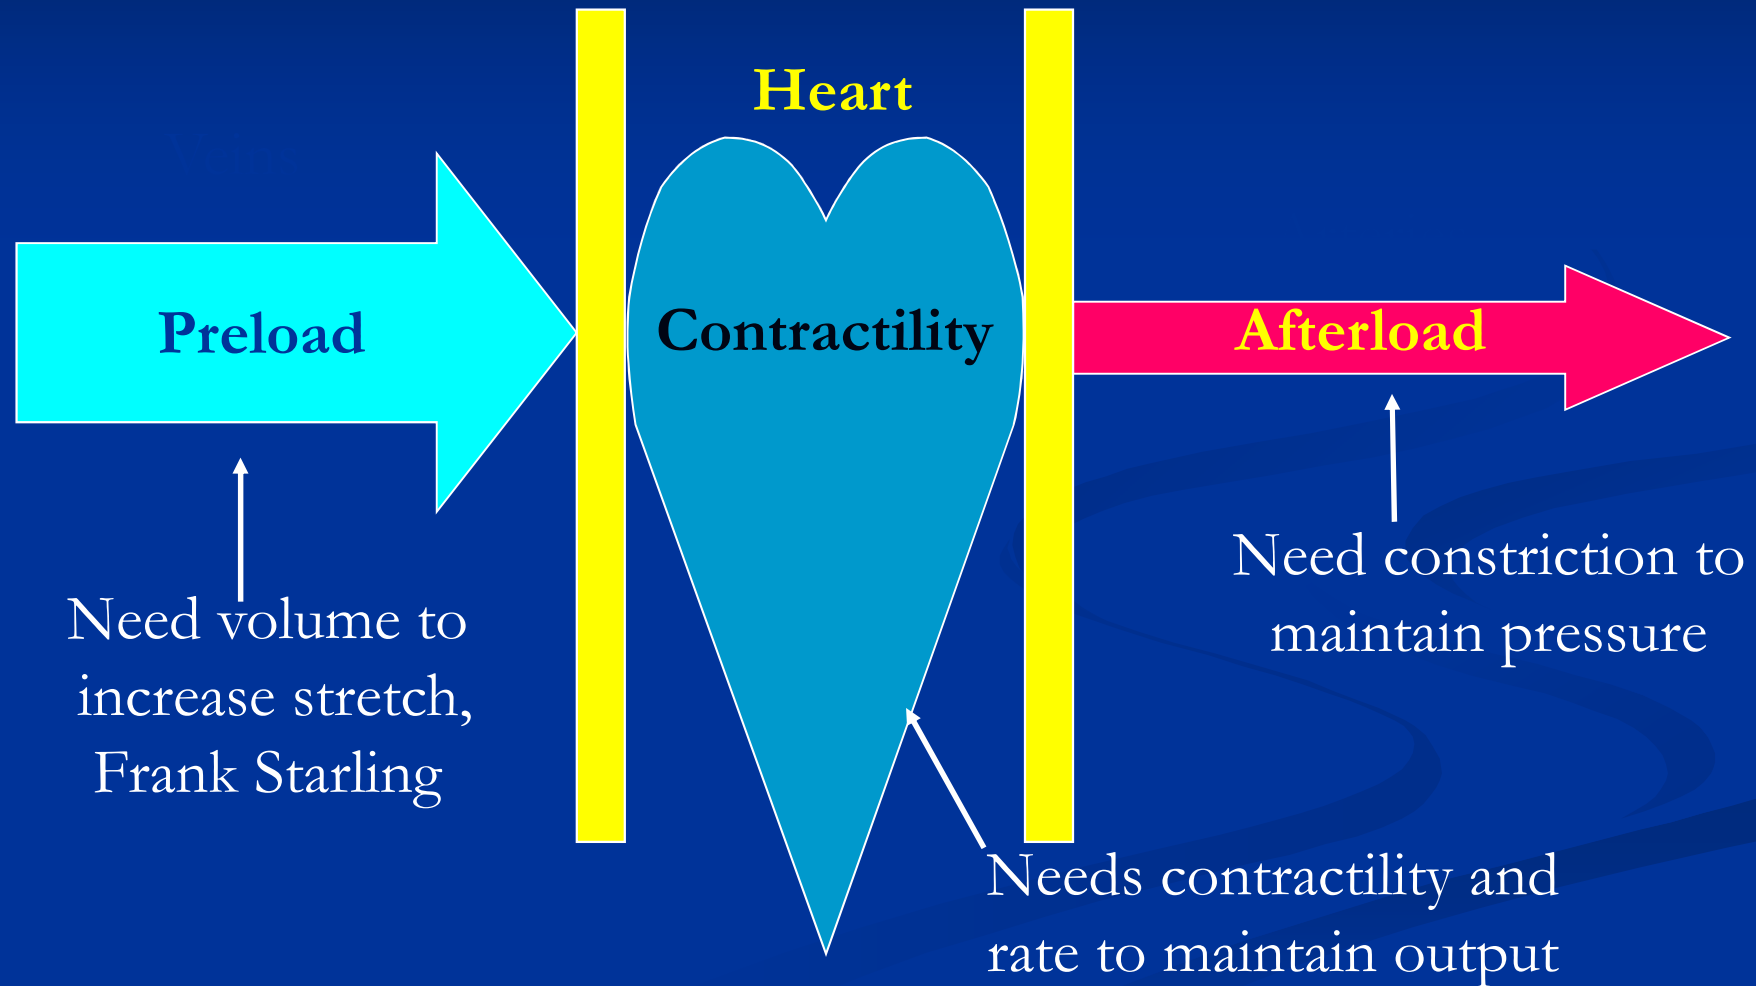 Heart
Preload
Contractility
Afterload
Need volume to
increase stretch,
Frank Starling
Need constriction to
maintain pressure
Needs contractility and
rate to maintain output